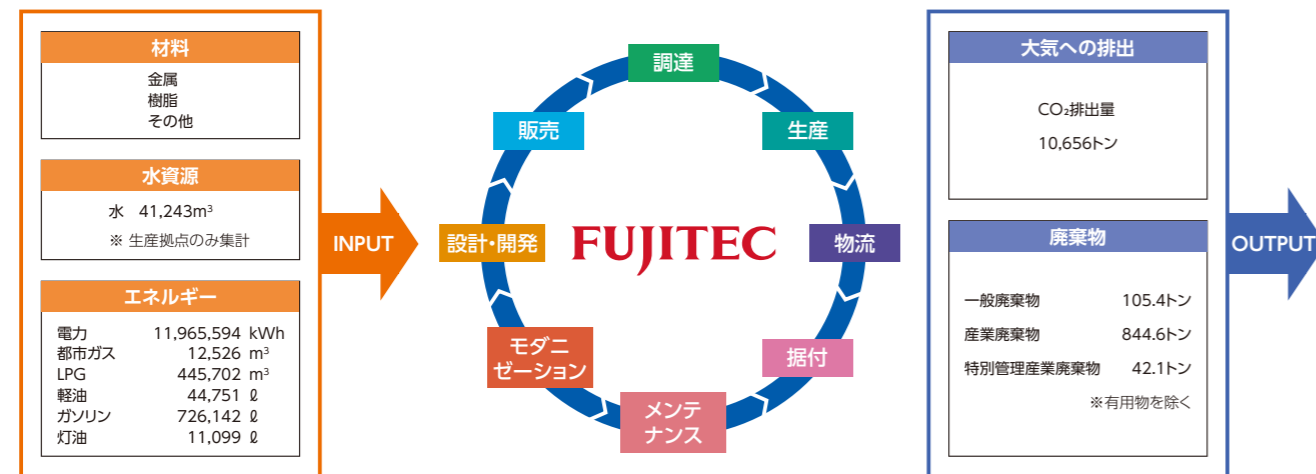 材料
金属
樹脂
その他
水資源
水 41,243m³
※ 生産拠点のみ集計
エネルギー
電力 11,965,594 kWh
都市ガス 12,526 m³
LPG 445,702 m³
軽油 44,751 ℓ
ガソリン 726,142 ℓ
灯油 11,099 ℓ
INPUT
調達
生産
物流
据付
メンテ
ナンス
モダニ
ゼーション
設計・開発
販売
FUJITEC
大気への排出
CO₂排出量
10,656トン
廃棄物
一般廃棄物 105.4トン
産業廃棄物 844.6トン
特別管理産業廃棄物 42.1トン
※有用物を除く
OUTPUT